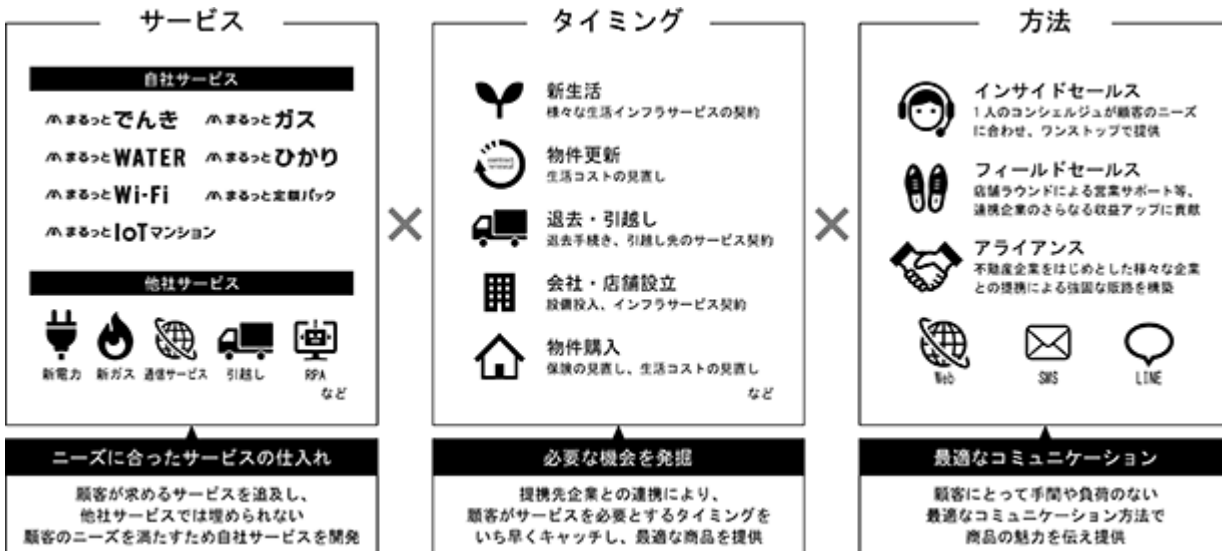 サービス
自社サービス
まるっとでんき
まるっとガス
まるっとWATER
まるっとひかり
まるっとWi-Fi
まるっと定額パック
まるっとIoTマンション
他社サービス
新電力
新ガス
通信サービス
引越し
RPA
など
ニーズに合ったサービスの仕入れ
顧客が求めるサービスを追及し、
他社サービスでは埋められない
顧客のニーズを満たすため自社サービスを開発
×
タイミング
新生活
様々な生活インフラサービスの契約
contract renewal
物件更新
生活コストの見直し
退去・引越し
退去手続き、引越し先のサービス契約
会社・店舗設立
設備投入、インフラサービス契約
物件購入
保険の見直し、生活コストの見直し
など
必要な機会を発掘
提携先企業との連携により、
顧客がサービスを必要とするタイミングを
いち早くキャッチし、最適な商品を提供
×
方法
インサイドセールス
1人のコンシェルジュが顧客のニーズ
に合わせ、ワンストップで提供
フィールドセールス
店舗ラウンドによる営業サポート等、
連携企業のさらなる収益アップに貢献
アライアンス
不動産企業をはじめとした様々な企業
との提携による強固な販路を構築
Web
SMS
LINE
最適なコミュニケーション
顧客にとって手間や負荷のない
最適なコミュニケーション方法で
商品の魅力を伝え提供